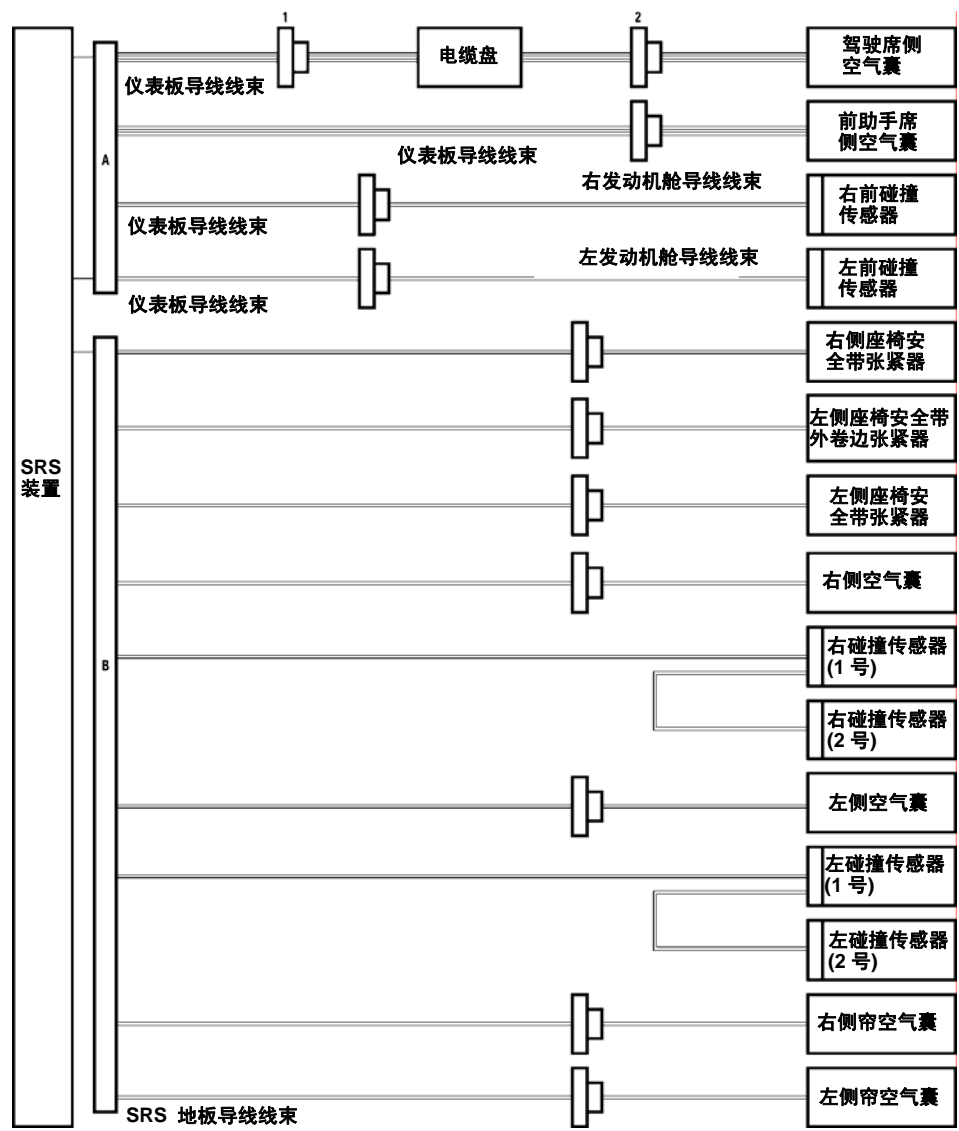 1
2
电缆盘
驾驶席侧
空气囊
仪表板导线线束
前助手席
侧空气囊
A
仪表板导线线束
右发动机舱导线线束
右前碰撞
传感器
仪表板导线线束
左发动机舱导线线束
左前碰撞
传感器
仪表板导线线束
右侧座椅安
全带张紧器
左侧座椅安全带
外卷边张紧器
SRS
装置
左侧座椅安
全带张紧器
右侧空气囊
B
右碰撞传感器
(1 号)
右碰撞传感器
(2 号)
左侧空气囊
左碰撞传感器
(1 号)
左碰撞传感器
(2 号)
右侧帘空气囊
左侧帘空气囊
SRS 地板导线线束